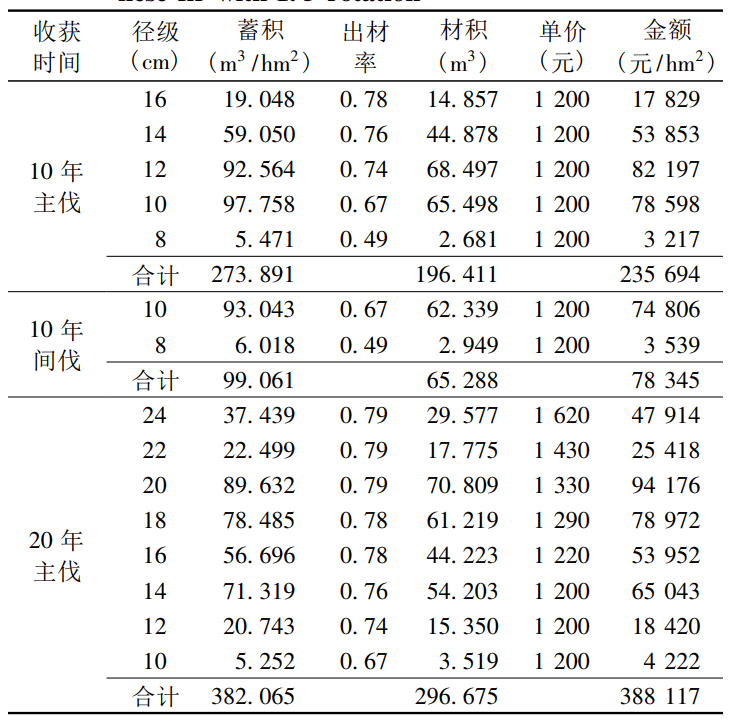 收获 径级 蓄积 出材 材积 单价 金额
时间 (cm) (m³/hm²) 率 (m³) (元) (元/hm²)
16 19.048 0.78 14.857 1 200 17 829
14 59.050 0.76 44.878 1 200 53 853
10 年 12 92.564 0.74 68.497 1 200 82 197
主伐 10 97.758 0.67 65.498 1 200 78 598
8 5.471 0.49 2.681 1 200 3 217
合计 273.891 196.411 235 694
10 年 10 93.043 0.67 62.339 1 200 74 806
间伐 8 6.018 0.49 2.949 1 200 3 539
合计 99.061 65.288 78 345
24 37.439 0.79 29.577 1 620 47 914
22 22.499 0.79 17.775 1 430 25 418
20 89.632 0.79 70.809 1 330 94 176
20 年 18 78.485 0.78 61.219 1 290 78 972
主伐 16 56.696 0.78 44.223 1 220 53 952
14 71.319 0.76 54.203 1 200 65 043
12 20.743 0.74 15.350 1 200 18 420
10 5.252 0.67 3.519 1 200 4 222
合计 382.065 296.675 388 117